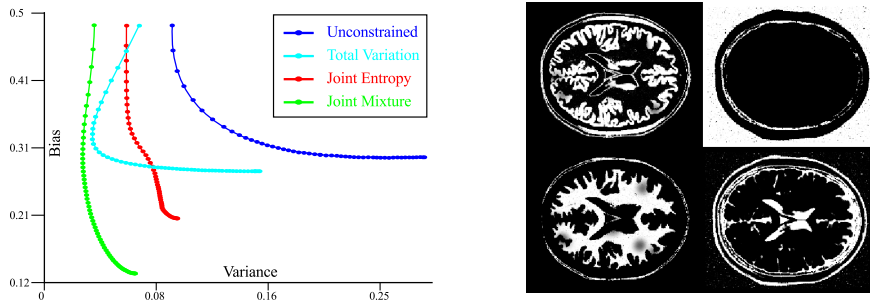 0.5
Unconstrained
Total Variation
0.41
Joint Entropy
Joint Mixture
0.31
Bias
0.21
Variance
0.12
0
0.08
0.16
0.25